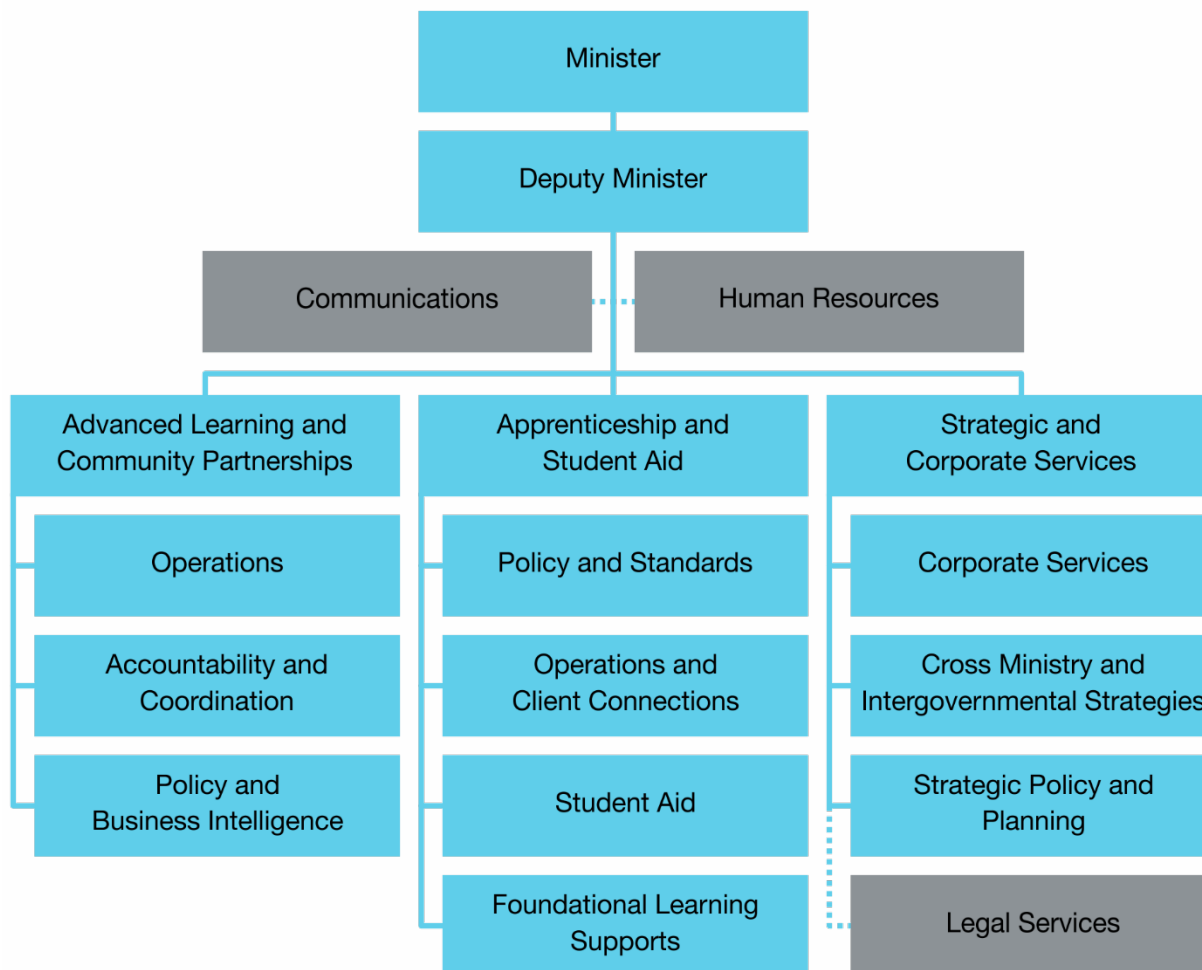 Minister
Deputy Minister
Communications
Human Resources
Advanced Learning and
Community Partnerships
Operations
Accountability and
Coordination
Policy and
Business Intelligence
Apprenticeship and
Student Aid
Policy and Standards
Operations and
Client Connections
Student Aid
Foundational Learning
Supports
Strategic and
Corporate Services
Corporate Services
Cross Ministry and
Intergovernmental Strategies
Strategic Policy and
Planning
Legal Services